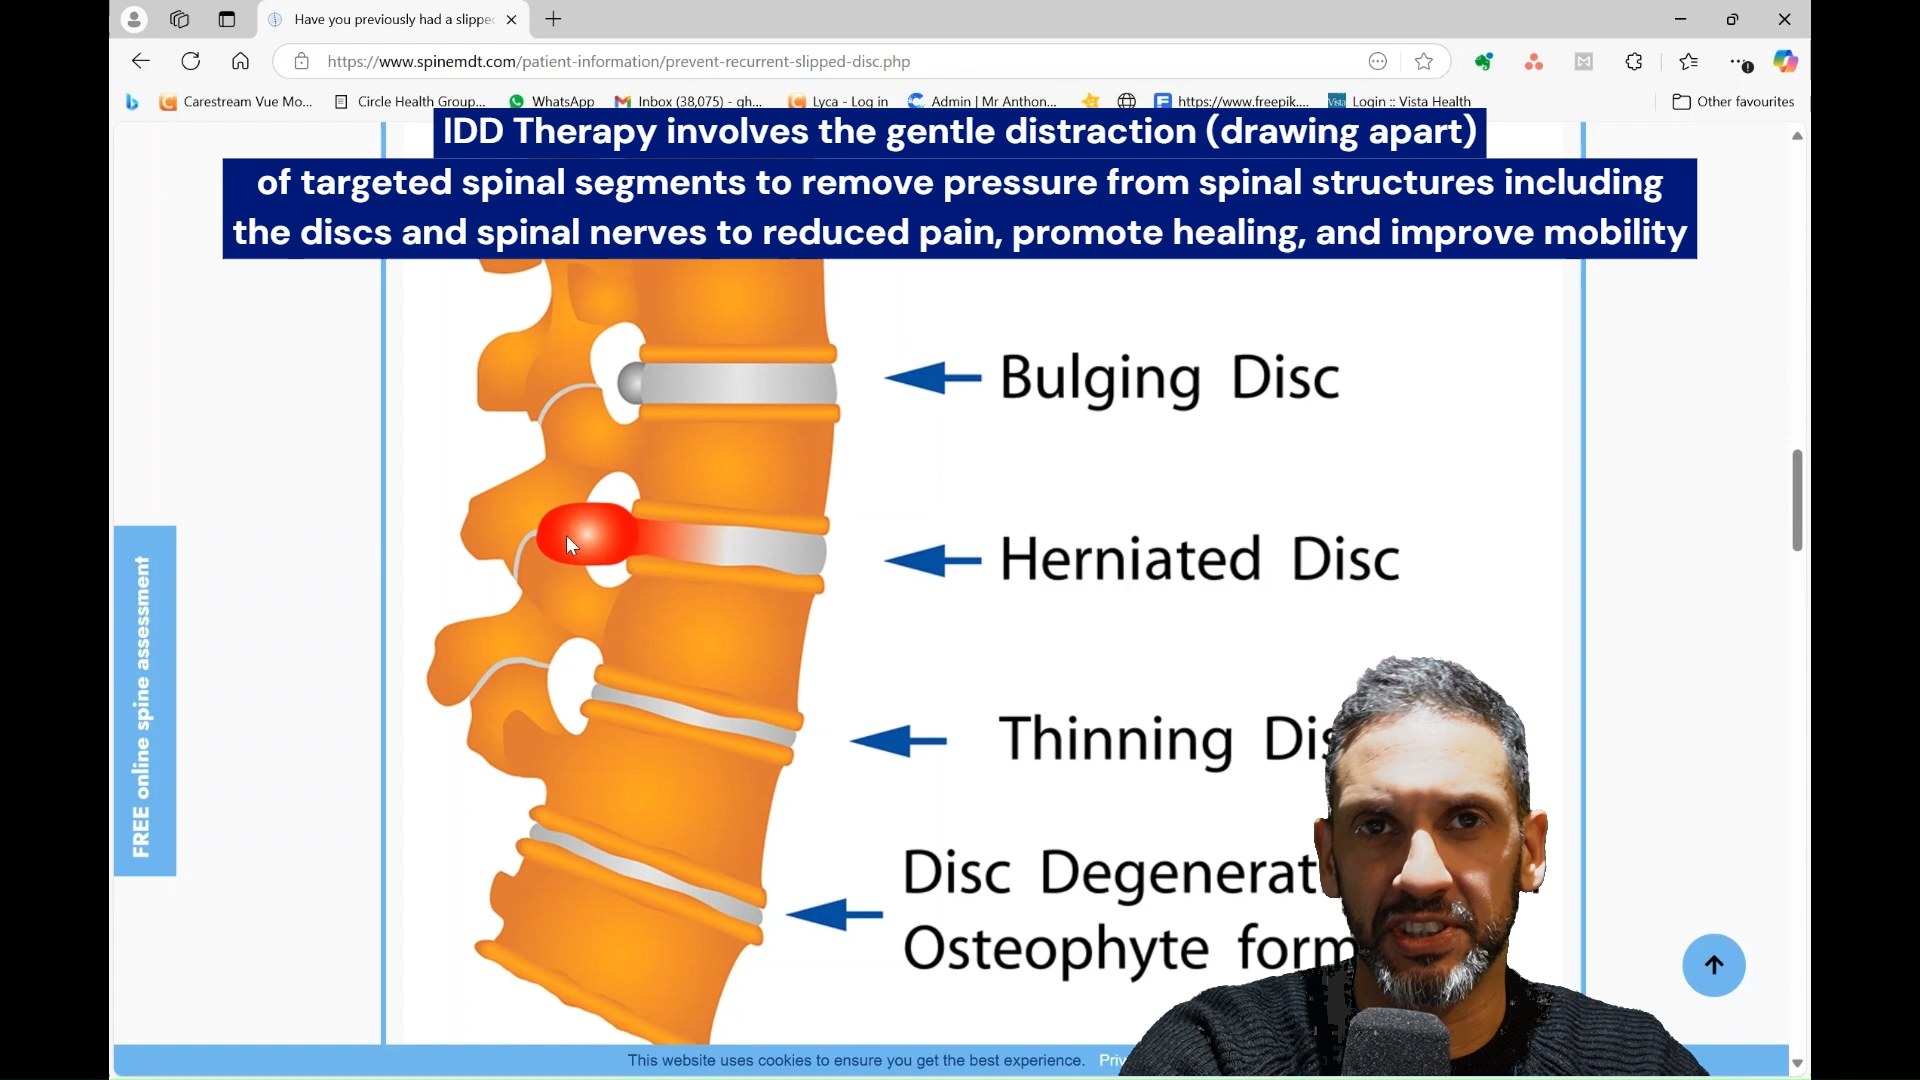 Have you previously had a slippe
https://www.spinemdt.com/patient-information/prevent-recurrent-slipped-disc.php
Carestream Vue Mo... Circle Health Group... WhatsApp Inbox (38,075) - gh... Lyca - Log in Admin | Mr Anthon... https://www.freepik.... Login :: Vista Health Other favourites
IDD Therapy involves the gentle distraction (drawing apart)
of targeted spinal segments to remove pressure from spinal structures including
the discs and spinal nerves to reduced pain, promote healing, and improve mobility
Bulging Disc
Herniated Disc
Thinning Dis
Disc Degenerat
Osteophyte form
FREE online spine assessment
This website uses cookies to ensure you get the best experience. Priv